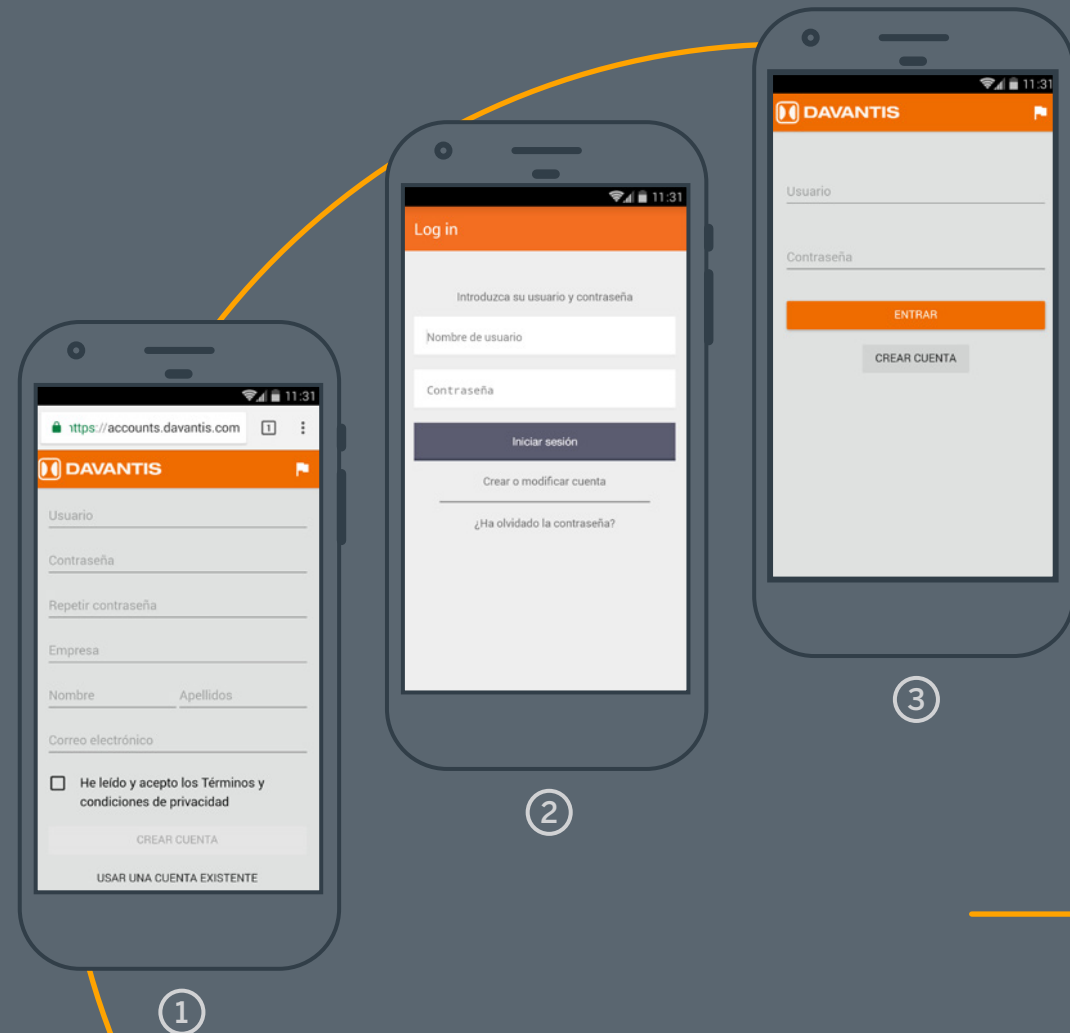 11:31
https://accounts.davantis.com
1
DAVANTIS
Usuario
Contraseña
Repetir contraseña
Empresa
Nombre
Apellidos
Correo electrónico
He leído y acepto los Términos y
condiciones de privacidad
CREAR CUENTA
USAR UNA CUENTA EXISTENTE
1
11:31
Log in
Introduzca su usuario y contraseña
Nombre de usuario
Contraseña
Iniciar sesión
Crear o modificar cuenta
¿Ha olvidado la contraseña?
2
11:31
DAVANTIS
Usuario
Contraseña
ENTRAR
CREAR CUENTA
3